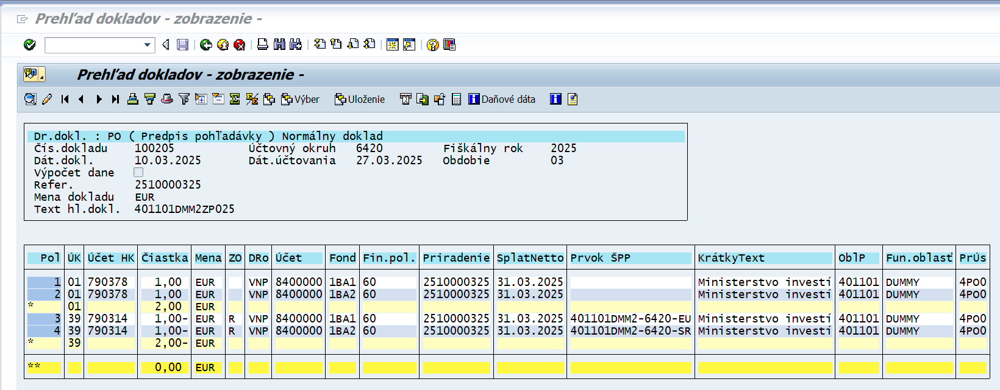 Prehľad dokladov - zobrazenie -
Prehľad dokladov - zobrazenie -
Výber Uloženie Daňové dáta
Dr.dokl. : PO ( Predpis pohľadávky ) Normálny doklad
Čís.dokladu 100205 Účtovný okruh 6420 Fiškálny rok 2025
Dát.dokl. 10.03.2025 Dát.účtovania 27.03.2025 Obdobie 03
Výpočet dane
Refer. 2510000325
Mena dokladu EUR
Text hl.dokl. 401101DMM2ZP025
Pol ÚK Účet HK Čiastka Mena ZO DRo Účet Fond Fin.pol. Priradenie SplatNetto Prvok ŠPP KrátkyText OblP Fun.oblasť PrÚs
1 01 790378 1,00 EUR VNP 8400000 1BA1 60 2510000325 31.03.2025 Ministerstvo investí 401101 DUMMY 4PO0
2 01 790378 1,00 EUR VNP 8400000 1BA2 60 2510000325 31.03.2025 Ministerstvo investí 401101 DUMMY 4PO0
* 01 2,00 EUR
3 39 790314 1,00- EUR R VNP 8400000 1BA1 60 2510000325 31.03.2025 401101DMM2-6420-EU Ministerstvo investí 401101 DUMMY 4PO0
4 39 790314 1,00- EUR R VNP 8400000 1BA2 60 2510000325 31.03.2025 401101DMM2-6420-SR Ministerstvo investí 401101 DUMMY 4PO0
* 39 2,00- EUR
** 0,00 EUR